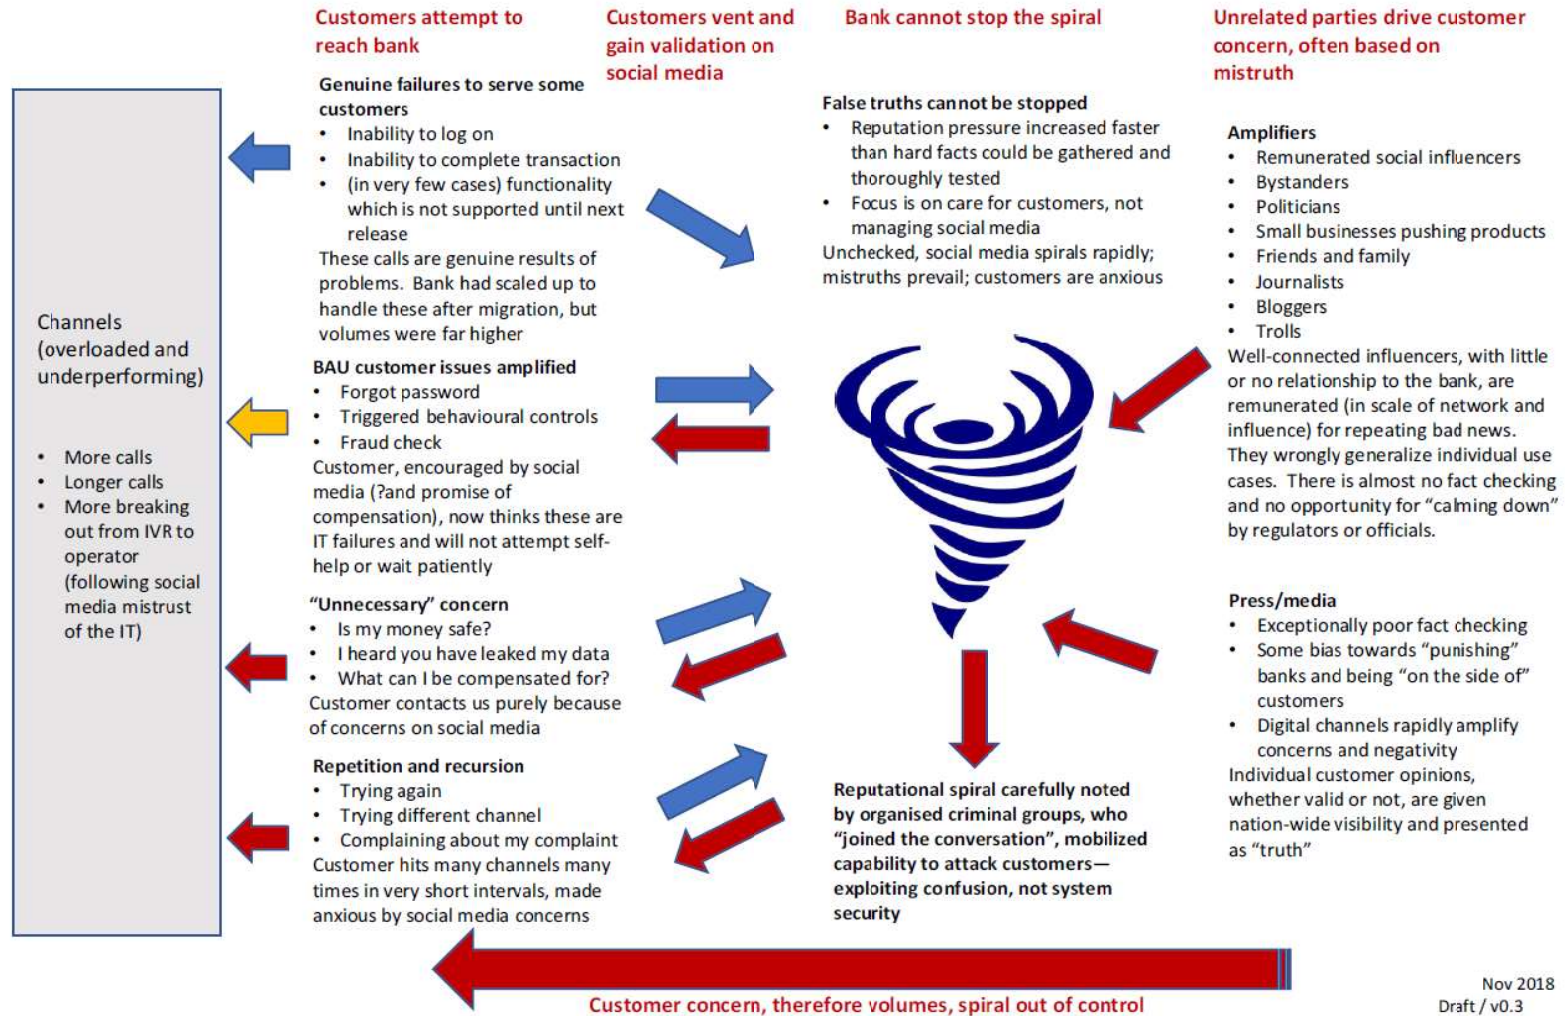 Customers attempt to
reach bank
Customers vent and
gain validation on
social media
Bank cannot stop the spiral
Unrelated parties drive customer
concern, often based on
mistruth
Channels
(overloaded and
underperforming)
• More calls
• Longer calls
• More breaking
out from IVR to
operator
(following social
media mistrust
of the IT)
Genuine failures to serve some
customers
• Inability to log on
• Inability to complete transaction
• (in very few cases) functionality
which is not supported until next
release
These calls are genuine results of
problems. Bank had scaled up to
handle these after migration, but
volumes were far higher
BAU customer issues amplified
• Forgot password
• Triggered behavioural controls
• Fraud check
Customer, encouraged by social
media (?and promise of
compensation), now thinks these are
IT failures and will not attempt self-
help or wait patiently
“Unnecessary” concern
• Is my money safe?
• I heard you have leaked my data
• What can I be compensated for?
Customer contacts us purely because
of concerns on social media
Repetition and recursion
• Trying again
• Trying different channel
• Complaining about my complaint
Customer hits many channels many
times in very short intervals, made
anxious by social media concerns
False truths cannot be stopped
• Reputation pressure increased faster
than hard facts could be gathered and
thoroughly tested
• Focus is on care for customers, not
managing social media
Unchecked, social media spirals rapidly;
mistruths prevail; customers are anxious
Reputational spiral carefully noted
by organised criminal groups, who
“joined the conversation”, mobilized
capability to attack customers—
exploiting confusion, not system
security
Amplifiers
• Remunerated social influencers
• Bystanders
• Politicians
• Small businesses pushing products
• Friends and family
• Journalists
• Bloggers
• Trolls
Well-connected influencers, with little
or no relationship to the bank, are
remunerated (in scale of network and
influence) for repeating bad news.
They wrongly generalize individual use
cases. There is almost no fact checking
and no opportunity for “calming down”
by regulators or officials.
Press/media
• Exceptionally poor fact checking
• Some bias towards “punishing”
banks and being “on the side of”
customers
• Digital channels rapidly amplify
concerns and negativity
Individual customer opinions,
whether valid or not, are given
nation-wide visibility and presented
as “truth”
Customer concern, therefore volumes, spiral out of control
Nov 2018
Draft / v0.3